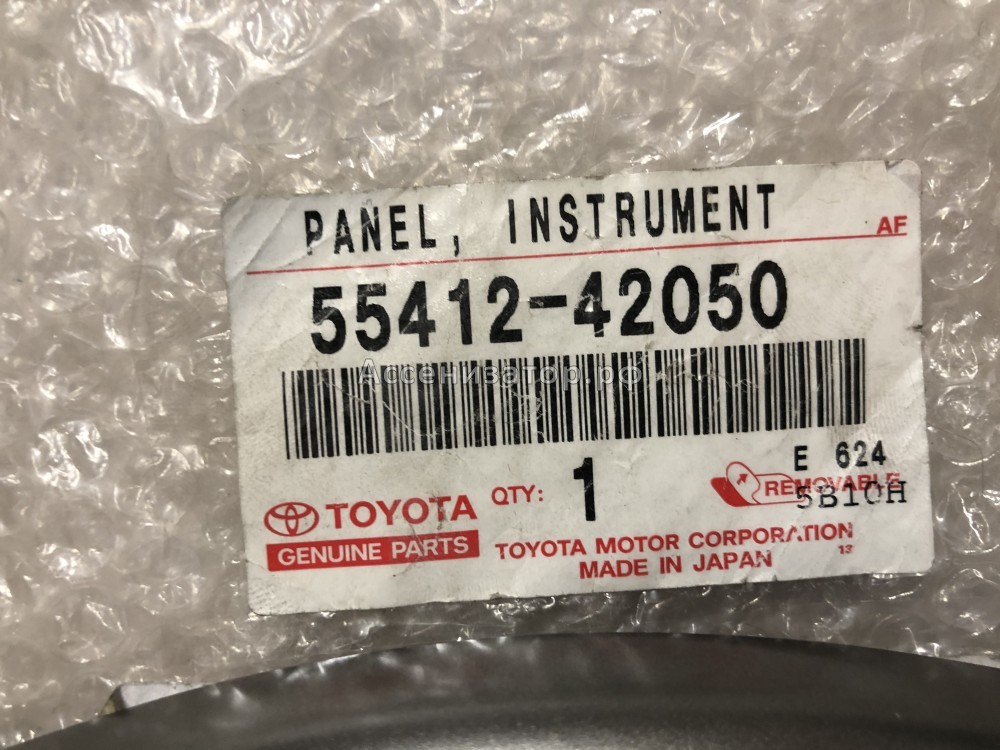 PANEL, INSTRUMENT
AF
55412-42050
Ассенизатор.рф
E 624
REMOVABLE
5B10H
TOYOTA
QTY: 1
GENUINE PARTS
TOYOTA MOTOR CORPORATION
13
MADE IN JAPAN